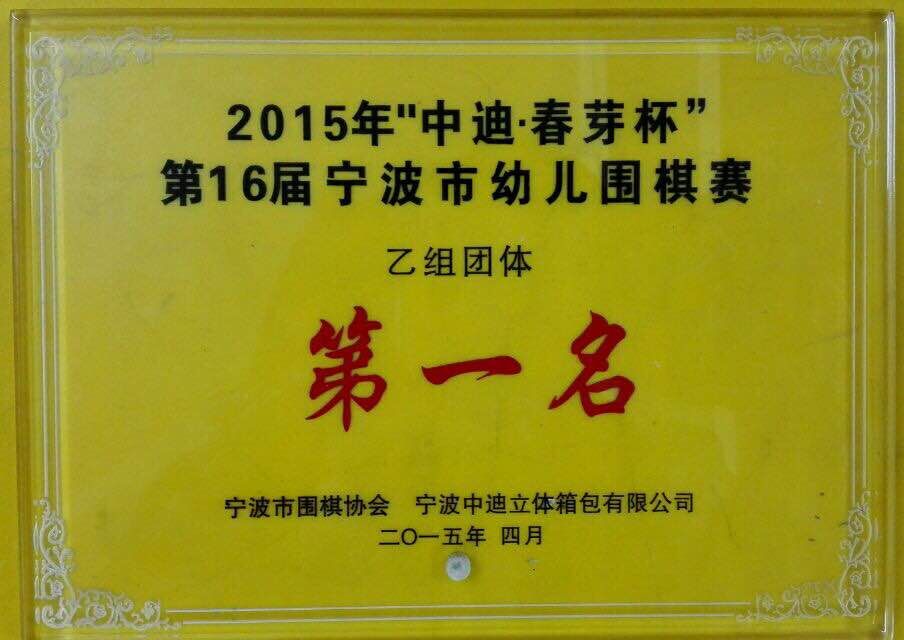 2015年"中迪·春芽杯”
第16届宁波市幼儿围棋赛
乙组团体
第一名
宁波市围棋协会 宁波中迪立体箱包有限公司
二〇一五年 四月